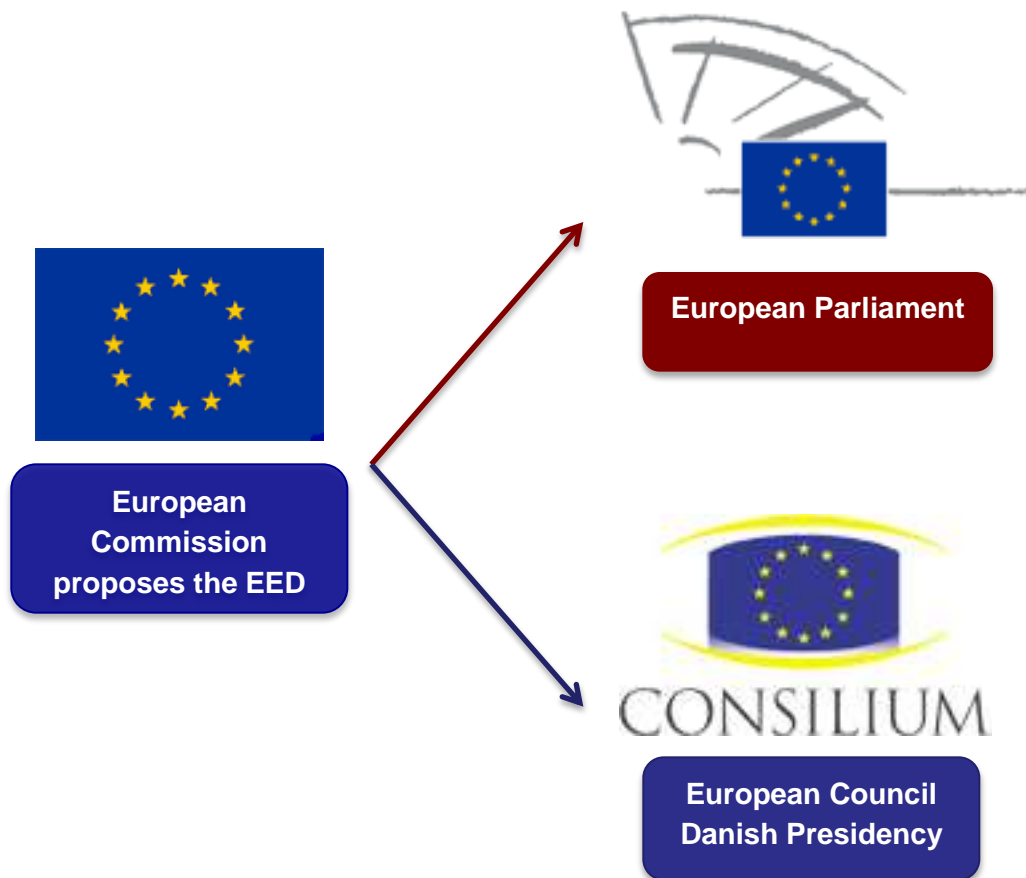 European Parliament
European
Commission
proposes the EED
CONSILIUM
European Council
Danish Presidency